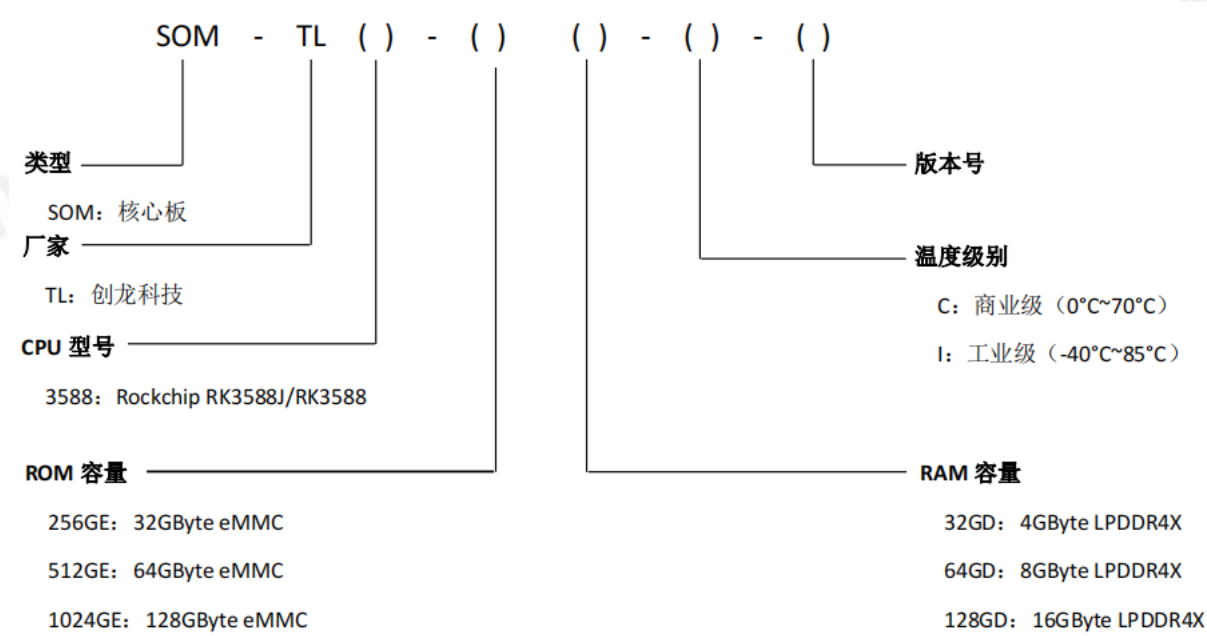 SOM - TL ( ) - ( ) ( ) - ( ) - ( )
类型
SOM：核心板
厂家
TL：创龙科技
CPU 型号
3588：Rockchip RK3588J/RK3588
ROM 容量
256GE：32GByte eMMC
512GE：64GByte eMMC
1024GE：128GByte eMMC
版本号
温度级别
C：商业级（0°C~70°C）
I：工业级（-40°C~85°C）
RAM 容量
32GD：4GByte LPDDR4X
64GD：8GByte LPDDR4X
128GD：16GByte LPDDR4X